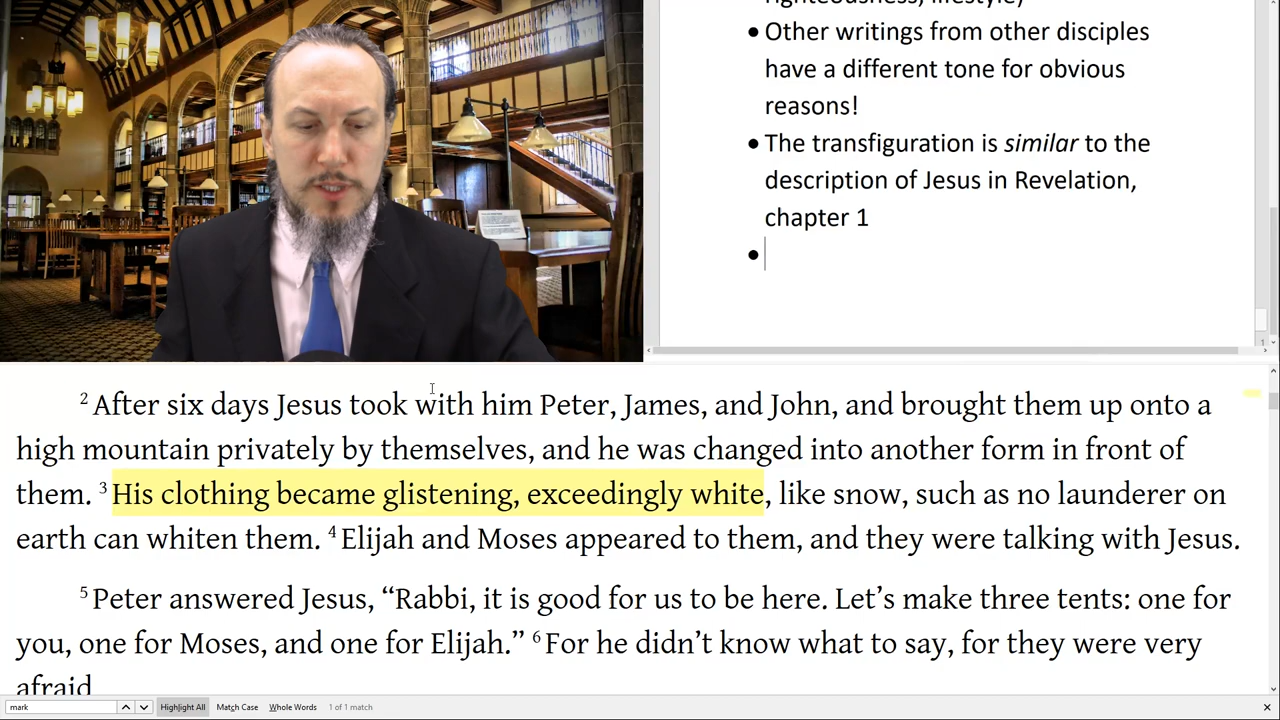 righteousness, lifestyle)
• Other writings from other disciples
have a different tone for obvious
reasons!
• The transfiguration is similar to the
description of Jesus in Revelation,
chapter 1
•
2 After six days Jesus took with him Peter, James, and John, and brought them up onto a
high mountain privately by themselves, and he was changed into another form in front of
them. 3 His clothing became glistening, exceedingly white, like snow, such as no launderer on
earth can whiten them. 4 Elijah and Moses appeared to them, and they were talking with Jesus.
5 Peter answered Jesus, “Rabbi, it is good for us to be here. Let’s make three tents: one for
you, one for Moses, and one for Elijah.” 6 For he didn’t know what to say, for they were very
afraid
mark Highlight All Match Case Whole Words 1 of 1 match